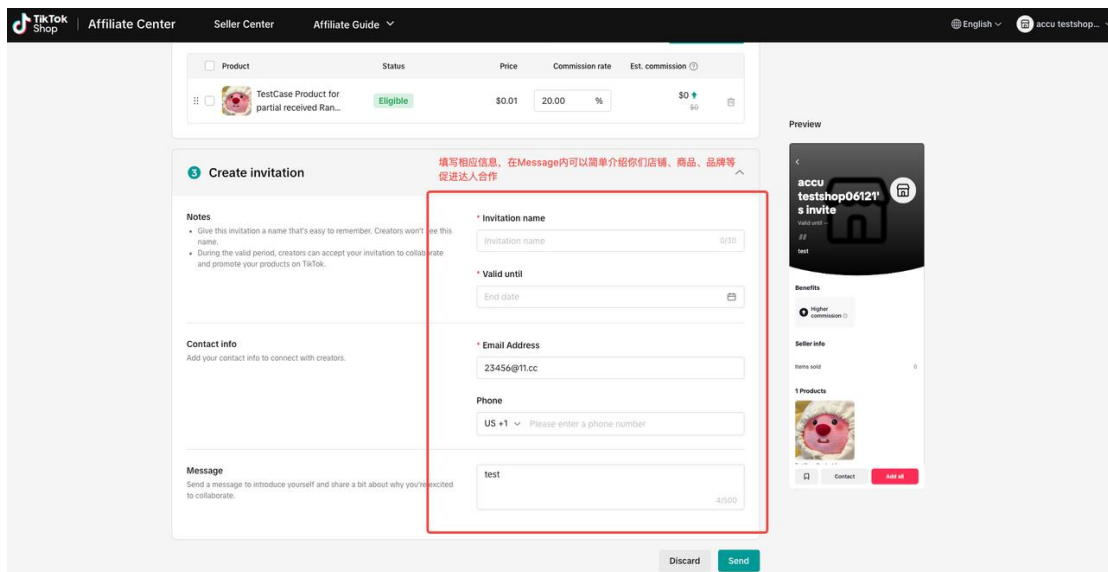 TikTok
Shop
Affiliate Center
Seller Center
Affiliate Guide
English
accu testshop...
Product
Status
Price
Commission rate
Est. commission
TestCase Product for
partial received Ran...
Eligible
$0.01
20.00 %
$0
$0
3 Create invitation
填写相应信息，在Message内可以简单介绍你们店铺、商品、品牌等
促进达人合作
Notes
• Give this invitation a name that's easy to remember. Creators won't see this
name.
• During the valid period, creators can accept your invitation to collaborate
and promote your products on TikTok.
* Invitation name
Invitation name 0/30
* Valid until
End date
Contact info
Add your contact info to connect with creators.
* Email Address
23456@11.cc
Phone
US +1 Please enter a phone number
Message
Send a message to introduce yourself and share a bit about why you're excited
to collaborate.
test
4/500
Discard
Send
Preview
accu
testshop06121'
s invite
Valid until --
##
test
Benefits
Higher
commission
Seller info
Items sold 0
1 Products
Contact
Add all